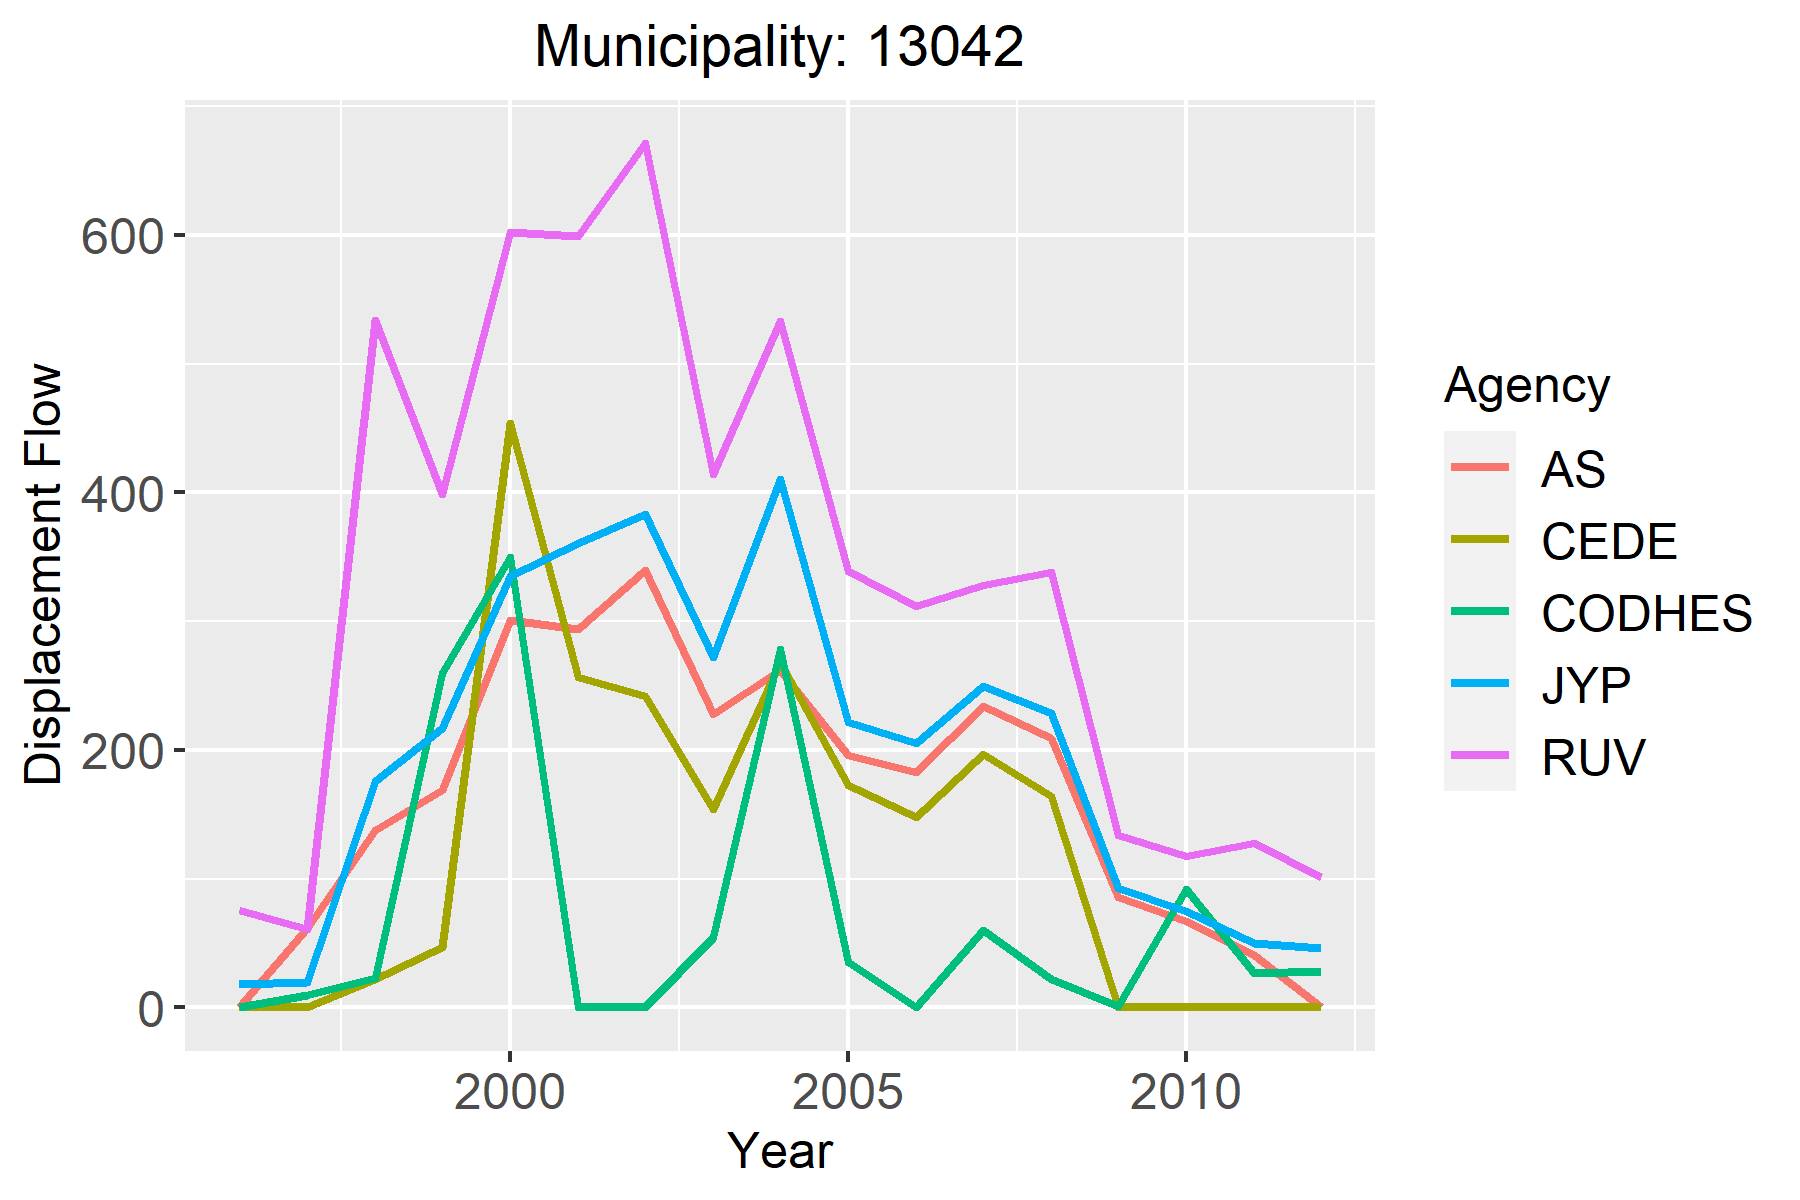 Municipality: 13042
Displacement Flow
600
400
200
0
2000 2005 2010
Year
Agency
AS
CEDE
CODHES
JYP
RUV